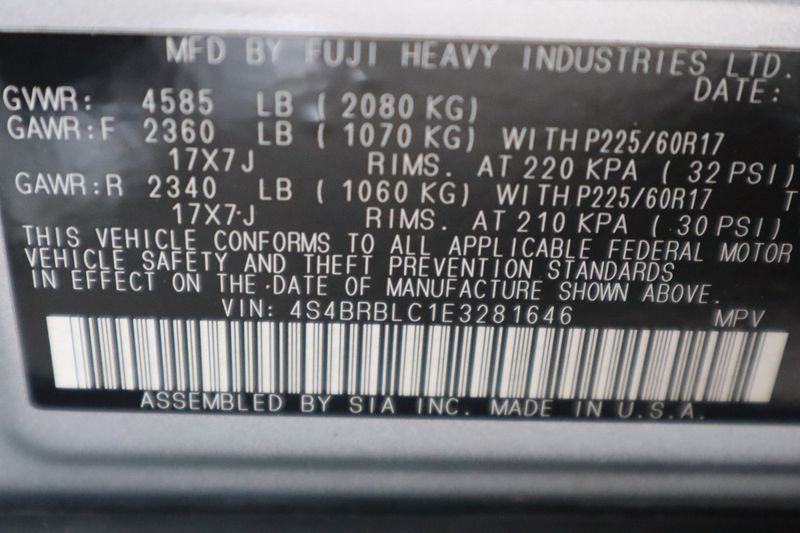 MFD BY FUJI HEAVY INDUSTRIES LTD.
DATE:
GVWR: 4585 LB ( 2080 KG)
GAWR:F 2360 LB ( 1070 KG) WITH P225/60R17
17X7J RIMS. AT 220 KPA ( 32 PSI)
GAWR:R 2340 LB ( 1060 KG) WITH P225/60R17 T
17X7J RIMS. AT 210 KPA ( 30 PSI)
THIS VEHICLE CONFORMS TO ALL APPLICABLE FEDERAL MOTOR
VEHICLE SAFETY AND THEFT PREVENTION STANDARDS
IN EFFECT ON THE DATE OF MANUFACTURE SHOWN ABOVE.
VIN: 4S4BRBLC1E3281646 MPV
ASSEMBLED BY SIA INC. MADE IN U.S.A.